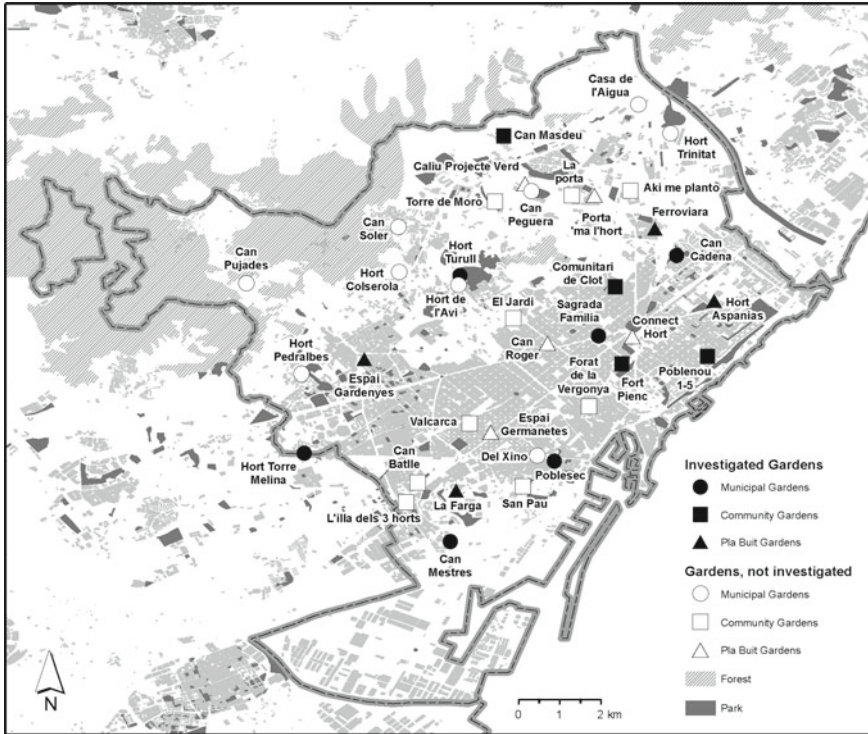 Casa de
l'Aigua
Can Masdeu
Hort
Trinitat
Caliu Projecte Verd
La
porta
Torre de Moro
Can
Peguera
Porta
'ma l'hort
Aki me planto
Ferroviara
Can
Soler
Can
Pujades
Hort
Colserola
Hort
Turull
Hort de
l'Avi
Can
Cadena
Comunitari
de Clot
El Jardi
Sagrada
Familia
Hort
Aspanias
Connect
Hort
Can
Roger
Hort
Pedralbes
Espai
Gardenyes
Forat
de la
Vergonya
Fort
Pienc
Poblenou
1-5
Valcarca
Espai
Germanetes
Can
Batlle
Del Xino
Poblesec
Hort Torre
Melina
La Farga
San Pau
L'illa dels 3 horts
Can
Mestres
Investigated Gardens
Municipal Gardens
Community Gardens
Pla Buit Gardens
Gardens, not investigated
Municipal Gardens
Community Gardens
Pla Buit Gardens
Forest
Park
N
0 1 2 km